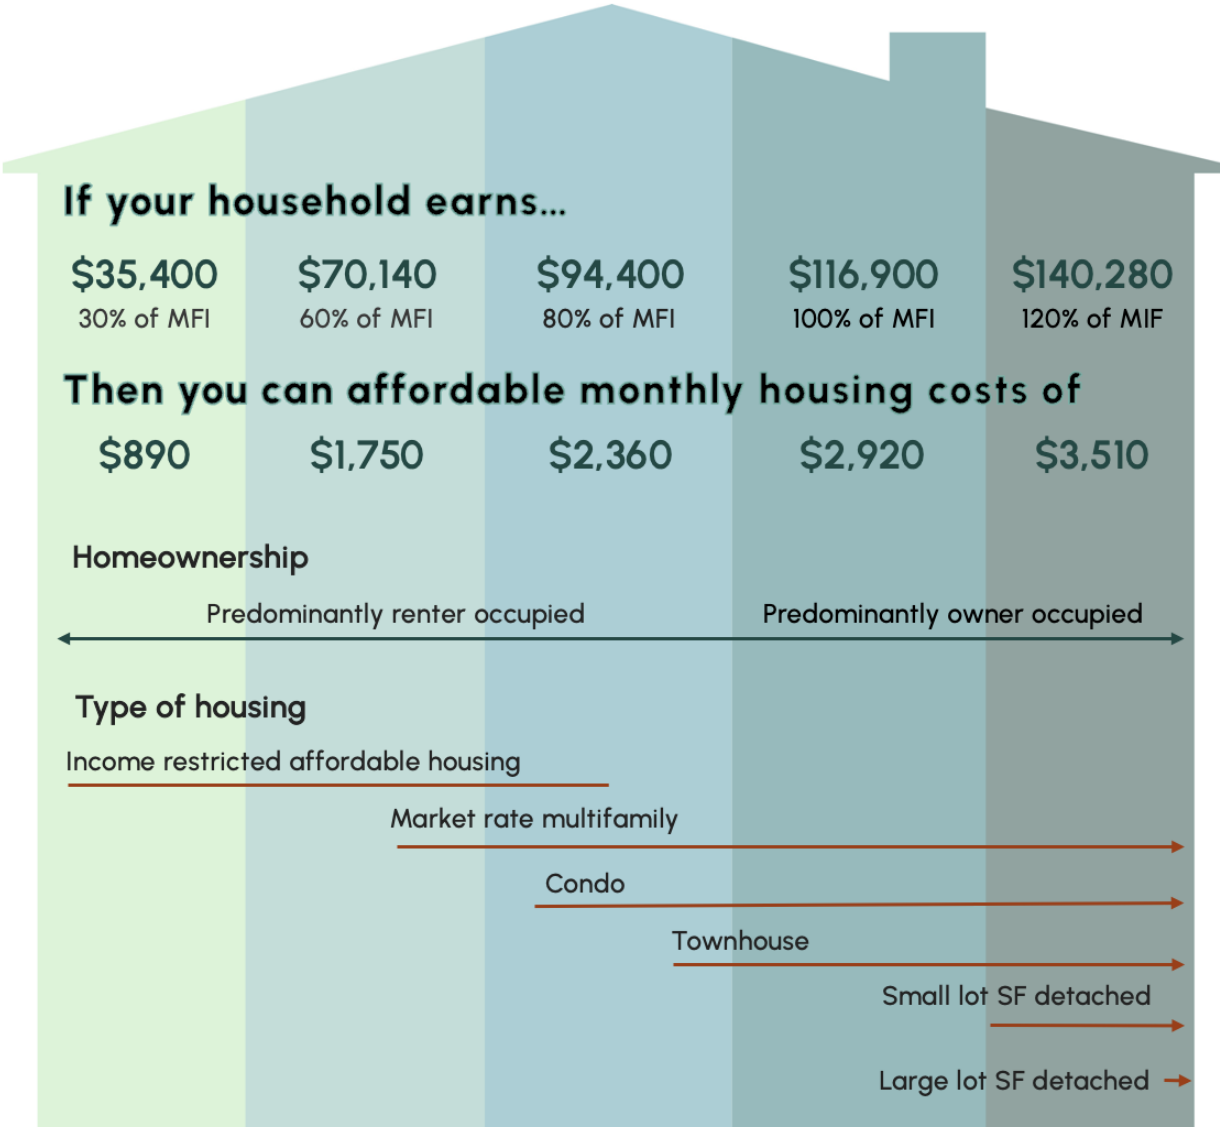 If your household earns...
$35,400 $70,140 $94,400 $116,900 $140,280
30% of MFI 60% of MFI 80% of MFI 100% of MFI 120% of MIF
Then you can affordable monthly housing costs of
$890 $1,750 $2,360 $2,920 $3,510
Homeownership
Predominantly renter occupied Predominantly owner occupied
Type of housing
Income restricted affordable housing
Market rate multifamily
Condo
Townhouse
Small lot SF detached
Large lot SF detached